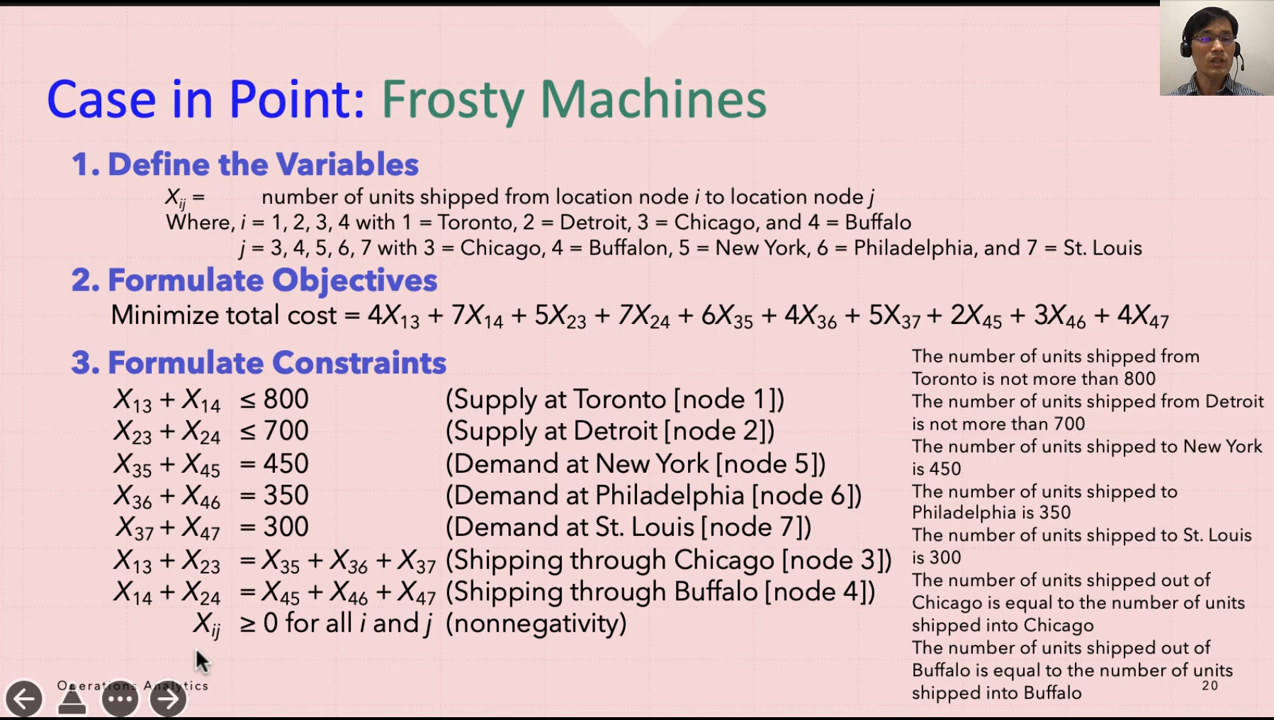 Case in Point: Frosty Machines
1. Define the Variables
Xij = number of units shipped from location node i to location node j
Where, i = 1, 2, 3, 4 with 1 = Toronto, 2 = Detroit, 3 = Chicago, and 4 = Buffalo
j = 3, 4, 5, 6, 7 with 3 = Chicago, 4 = Buffalon, 5 = New York, 6 = Philadelphia, and 7 = St. Louis
2. Formulate Objectives
Minimize total cost = 4X13 + 7X14 + 5X23 + 7X24 + 6X35 + 4X36 + 5X37 + 2X45 + 3X46 + 4X47
3. Formulate Constraints
X13 + X14 ≤ 800 (Supply at Toronto [node 1])
X23 + X24 ≤ 700 (Supply at Detroit [node 2])
X35 + X45 = 450 (Demand at New York [node 5])
X36 + X46 = 350 (Demand at Philadelphia [node 6])
X37 + X47 = 300 (Demand at St. Louis [node 7])
X13 + X23 = X35 + X36 + X37 (Shipping through Chicago [node 3])
X14 + X24 = X45 + X46 + X47 (Shipping through Buffalo [node 4])
Xij ≥ 0 for all i and j (nonnegativity)
The number of units shipped from
Toronto is not more than 800
The number of units shipped from Detroit
is not more than 700
The number of units shipped to New York
is 450
The number of units shipped to
Philadelphia is 350
The number of units shipped to St. Louis
is 300
The number of units shipped out of
Chicago is equal to the number of units
shipped into Chicago
The number of units shipped out of
Buffalo is equal to the number of units
shipped into Buffalo
Operations Analytics
20